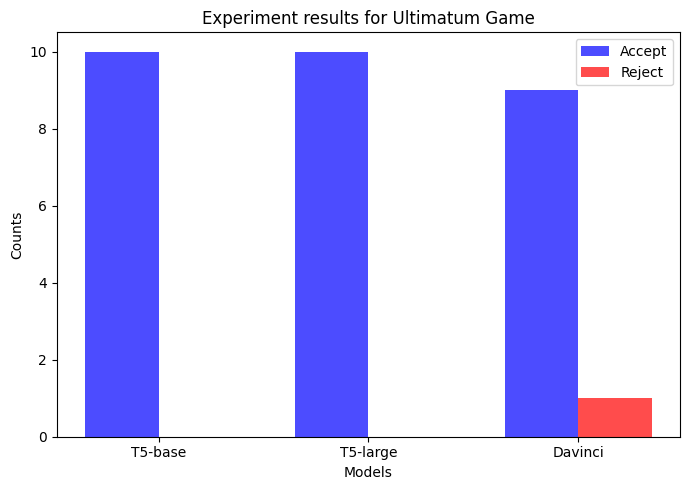 Experiment results for Ultimatum Game
Accept
Reject
10
8
6
4
2
0
Counts
T5-base
T5-large
Davinci
Models